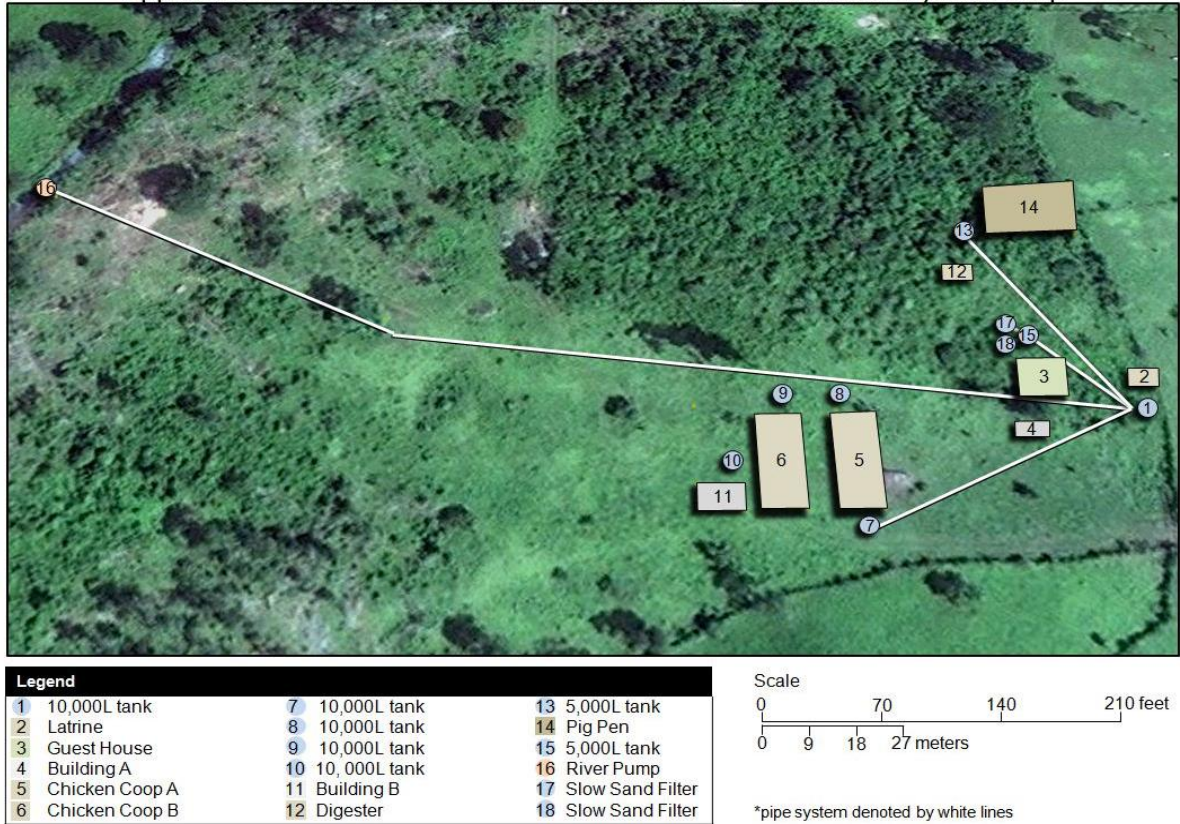 16
14
13
12
17
15
18
3
2
1
9
8
4
10
6
5
11
7
Legend
1 10,000L tank
2 Latrine
3 Guest House
4 Building A
5 Chicken Coop A
6 Chicken Coop B
7 10,000L tank
8 10,000L tank
9 10,000L tank
10 10, 000L tank
11 Building B
12 Digester
13 5,000L tank
14 Pig Pen
15 5,000L tank
16 River Pump
17 Slow Sand Filter
18 Slow Sand Filter
Scale
0 70 140 210 feet
0 9 18 27 meters
*pipe system denoted by white lines